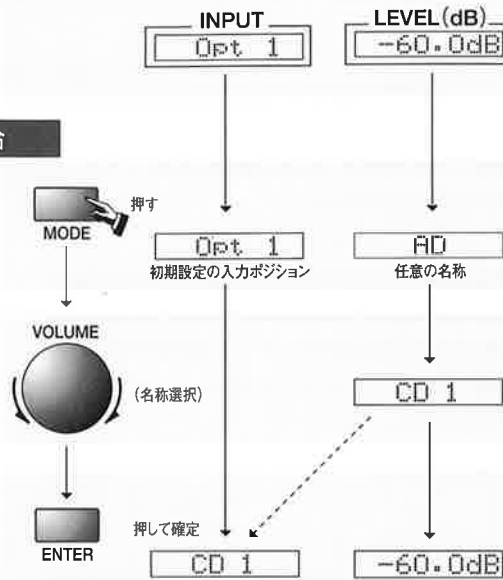 INPUT
LEVEL(dB)
Opt 1
-60.0dB
合
押す
MODE
Opt 1
AD
初期設定の入力ポジション
任意の名称
VOLUME
(名称選択)
CD 1
押して確定
ENTER
CD 1
-60.0dB